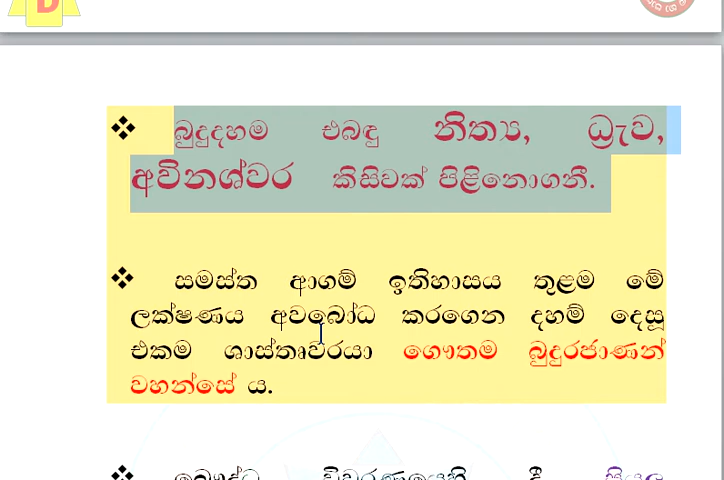 D
❖ බුදුදහම එබඳු නිත්‍ය, ධ්‍රැව,
අවිනශ්වර කිසිවක් පිළිනොගනී.
❖ සමස්ත ආගම් ඉතිහාසය තුළම මේ
ලක්ෂණය අවබෝධ කරගෙන දහම් දෙසූ
එකම ශාස්තෘවරයා ගෞතම බුදුරජාණන්
වහන්සේ ය.